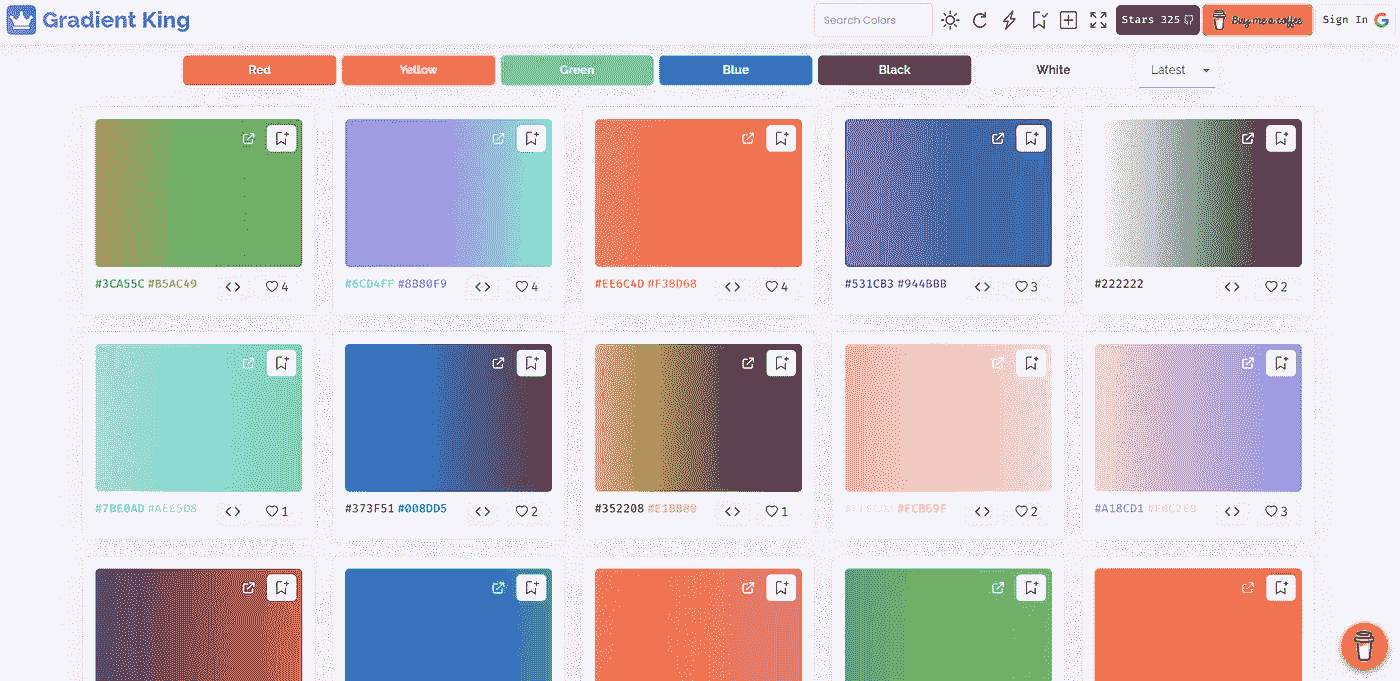 Gradient King
Search Colors
Stars 325
Buy me a coffee
Sign In
Red
Yellow
Green
Blue
Black
White
Latest
#3CA55C #B5AC49
4
#6CD4FF #8B80F9
4
#EE6C4D #F38D68
4
#531CB3 #944BBB
3
#222222
2
#7BE0AD #AEE5D8
1
#373F51 #008DD5
2
#352208 #E1BB80
1
#FCB69F
2
#A18CD1 #FBC2EB
3